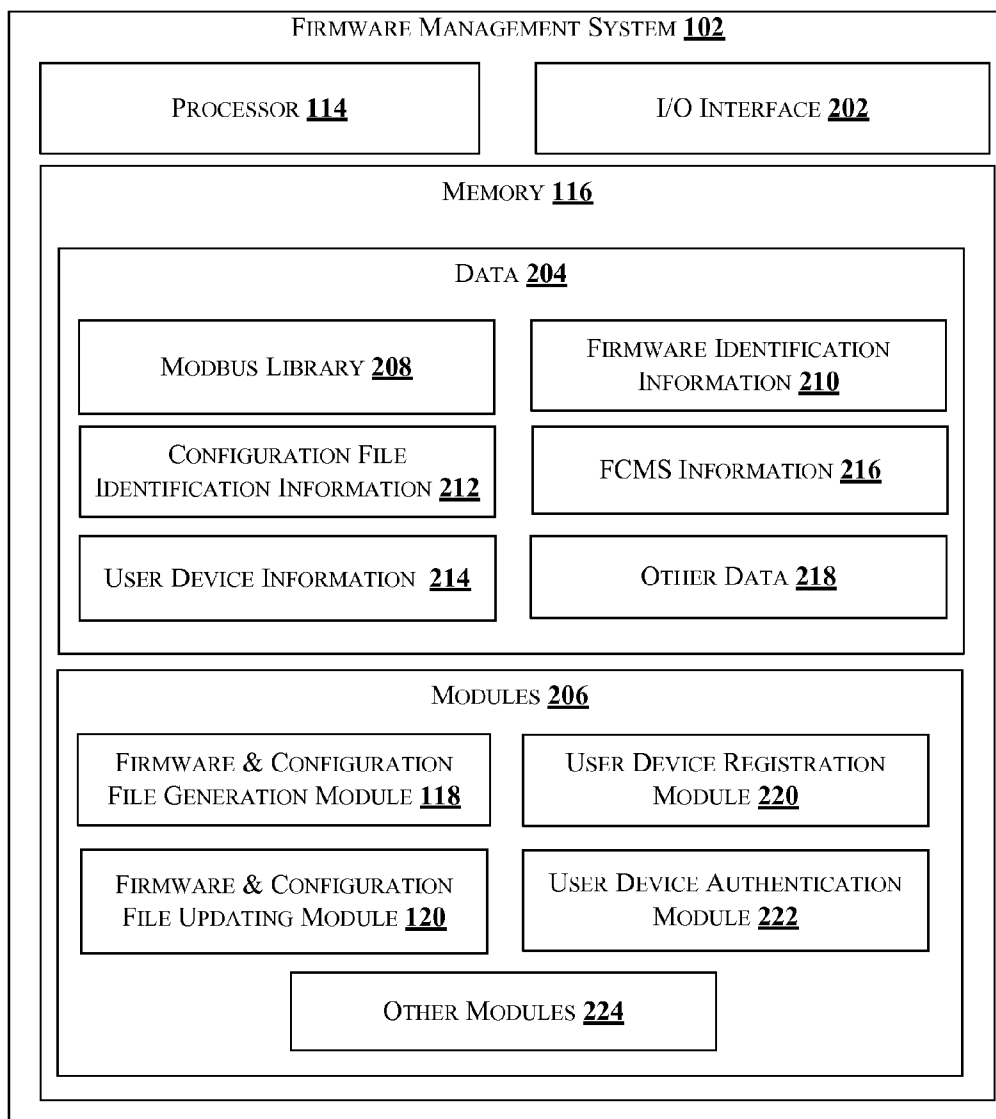 FIRMWARE MANAGEMENT SYSTEM 102
PROCESSOR 114
I/O INTERFACE 202
MEMORY 116
DATA 204
MODBUS LIBRARY 208
FIRMWARE IDENTIFICATION
INFORMATION 210
CONFIGURATION FILE
IDENTIFICATION INFORMATION 212
FCMS INFORMATION 216
USER DEVICE INFORMATION 214
OTHER DATA 218
MODULES 206
FIRMWARE & CONFIGURATION
FILE GENERATION MODULE 118
USER DEVICE REGISTRATION
MODULE 220
FIRMWARE & CONFIGURATION
FILE UPDATING MODULE 120
USER DEVICE AUTHENTICATION
MODULE 222
OTHER MODULES 224